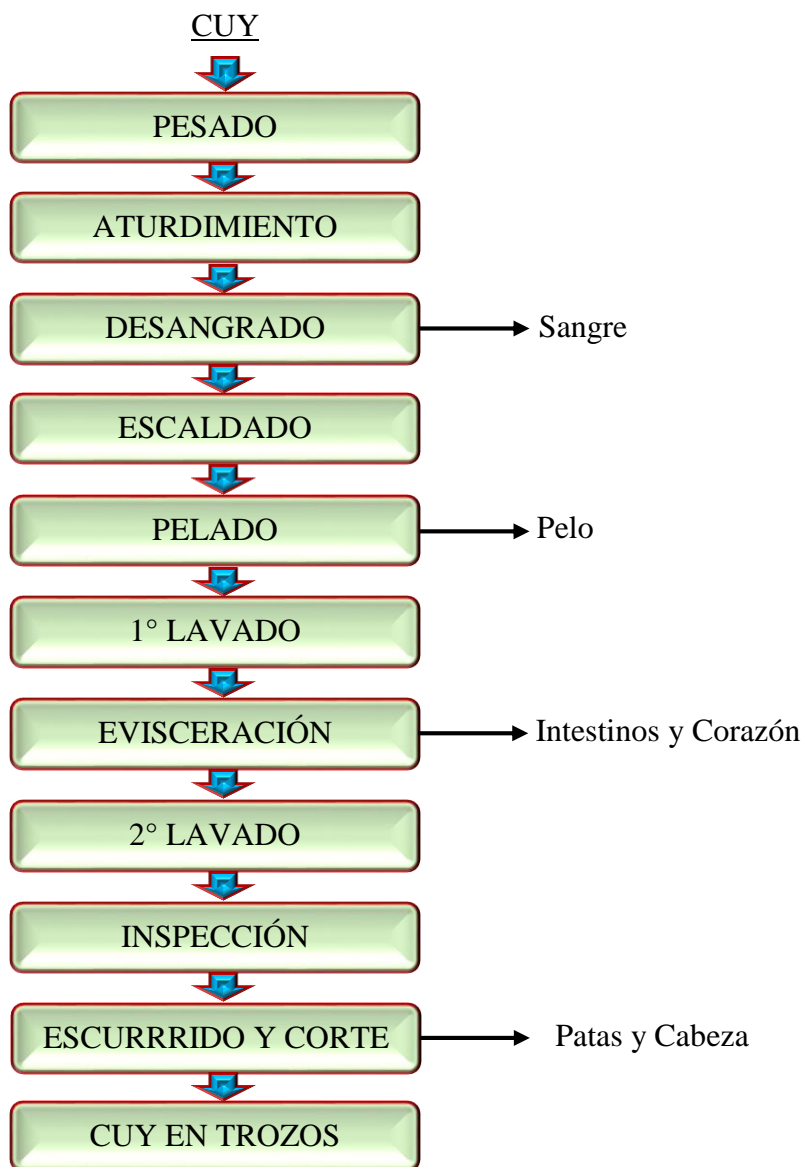 CUY
PESADO
ATURDIMIENTO
DESANGRADO
Sangre
ESCALDADO
PELADO
Pelo
1° LAVADO
EVISCERACIÓN
Intestinos y Corazón
2° LAVADO
INSPECCIÓN
ESCURRRIDO Y CORTE
Patas y Cabeza
CUY EN TROZOS